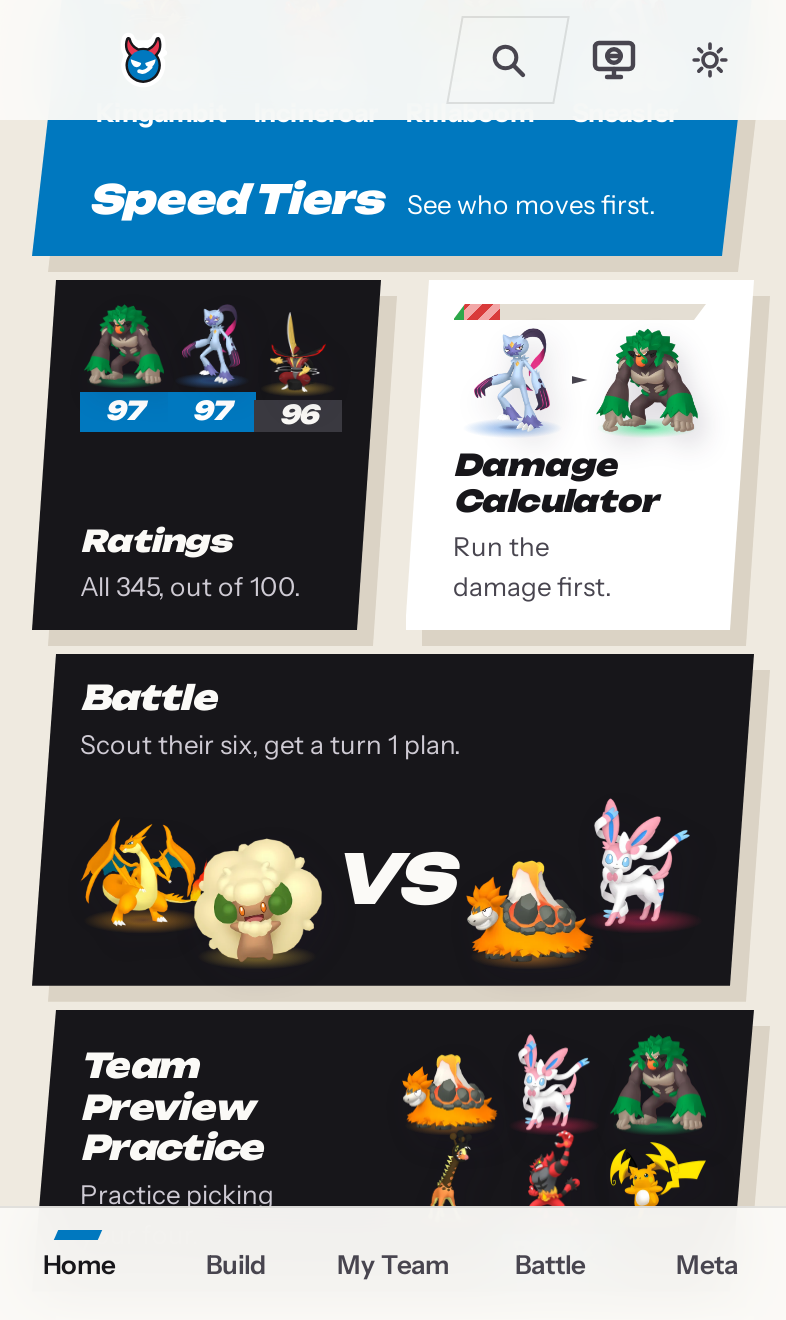 Speed Tiers See who moves first.
97 97 96
Ratings
All 345, out of 100.
Damage
Calculator
Run the
damage first.
Battle
Scout their six, get a turn 1 plan.
VS
Team
Preview
Practice
Practice picking
Home Build My Team Battle Meta